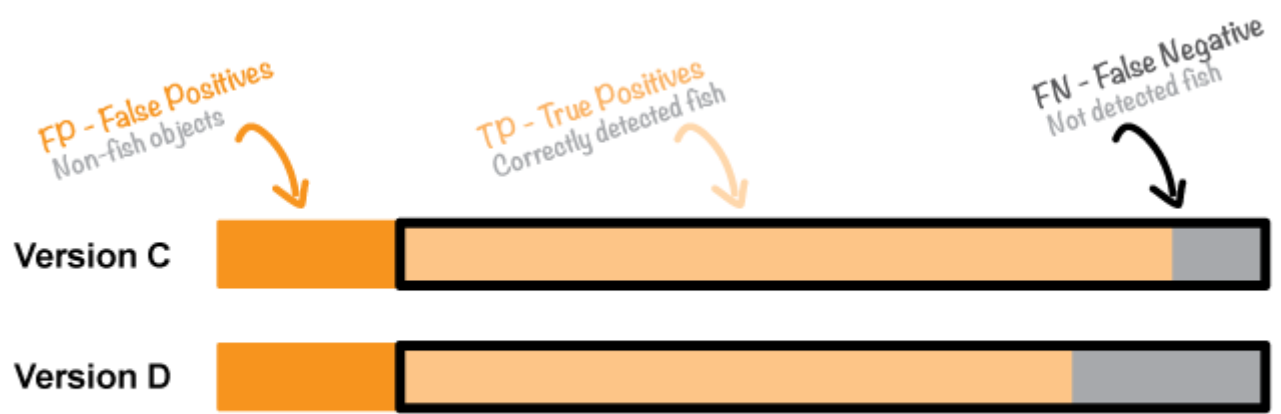 FP - False Positives
Non-fish objects
TP - True Positives
Correctly detected fish
FN - False Negative
Not detected fish
Version C
Version D